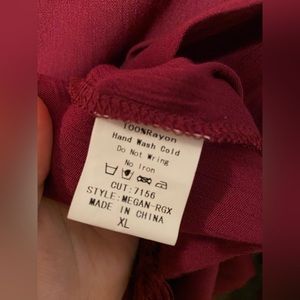 100%Rayon
Hand Wash Cold
Do Not Wring
No Iron
CUT: 7156
STYLE: MEGAN-RGX
MADE IN CHINA
XL